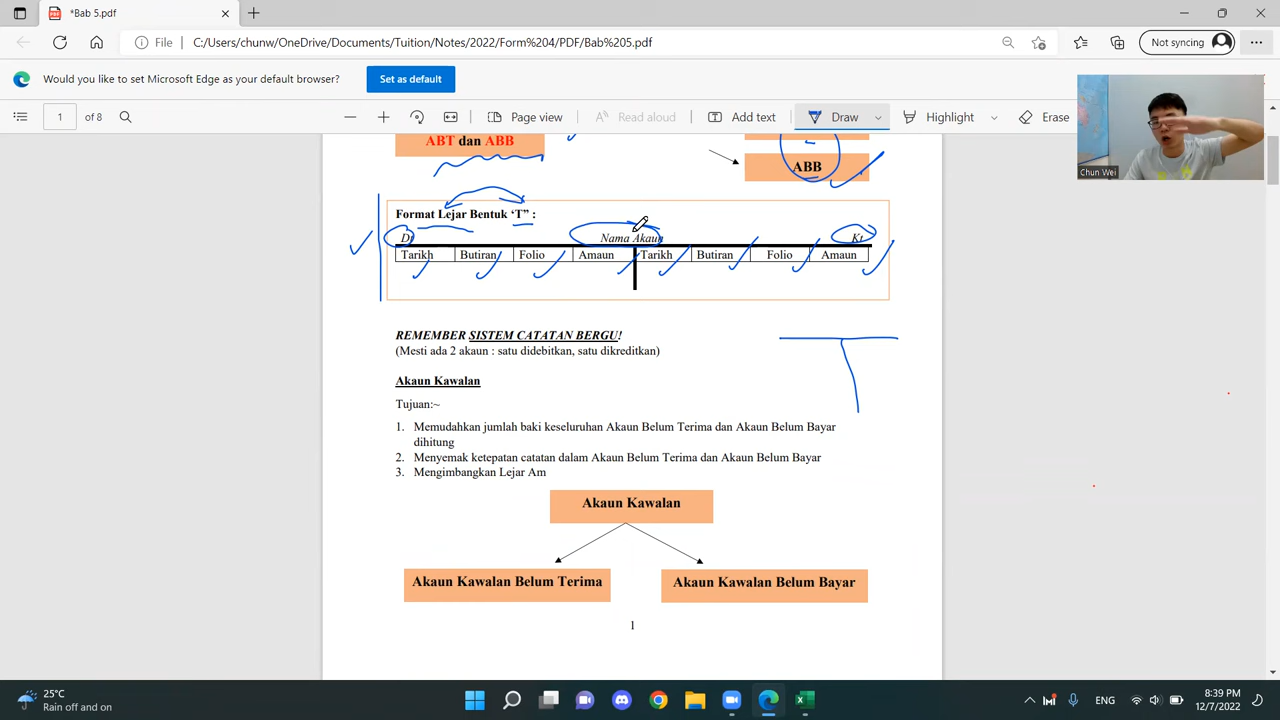 *Bab 5.pdf
File
C:/Users/chunw/OneDrive/Documents/Tuition/Notes/2022/Form%204/PDF/Bab%205.pdf
Not syncing
Would you like to set Microsoft Edge as your default browser?
Set as default
1 of 8
Page view
Read aloud
Add text
Draw
Highlight
Erase
Chun Wei
ABT dan ABB
ABB
Format Lejar Bentuk ‘T” :
Dt Nama Akaun Kt
Tarikh Butiran Folio Amaun Tarikh Butiran Folio Amaun
REMEMBER SISTEM CATATAN BERGU!
(Mesti ada 2 akaun : satu didebitkan, satu dikreditkan)
Akaun Kawalan
Tujuan:~
1. Memudahkan jumlah baki keseluruhan Akaun Belum Terima dan Akaun Belum Bayar
dihitung
2. Menyemak ketepatan catatan dalam Akaun Belum Terima dan Akaun Belum Bayar
3. Mengimbangkan Lejar Am
Akaun Kawalan
Akaun Kawalan Belum Terima
Akaun Kawalan Belum Bayar
1
25°C
Rain off and on
ENG
8:39 PM
12/7/2022